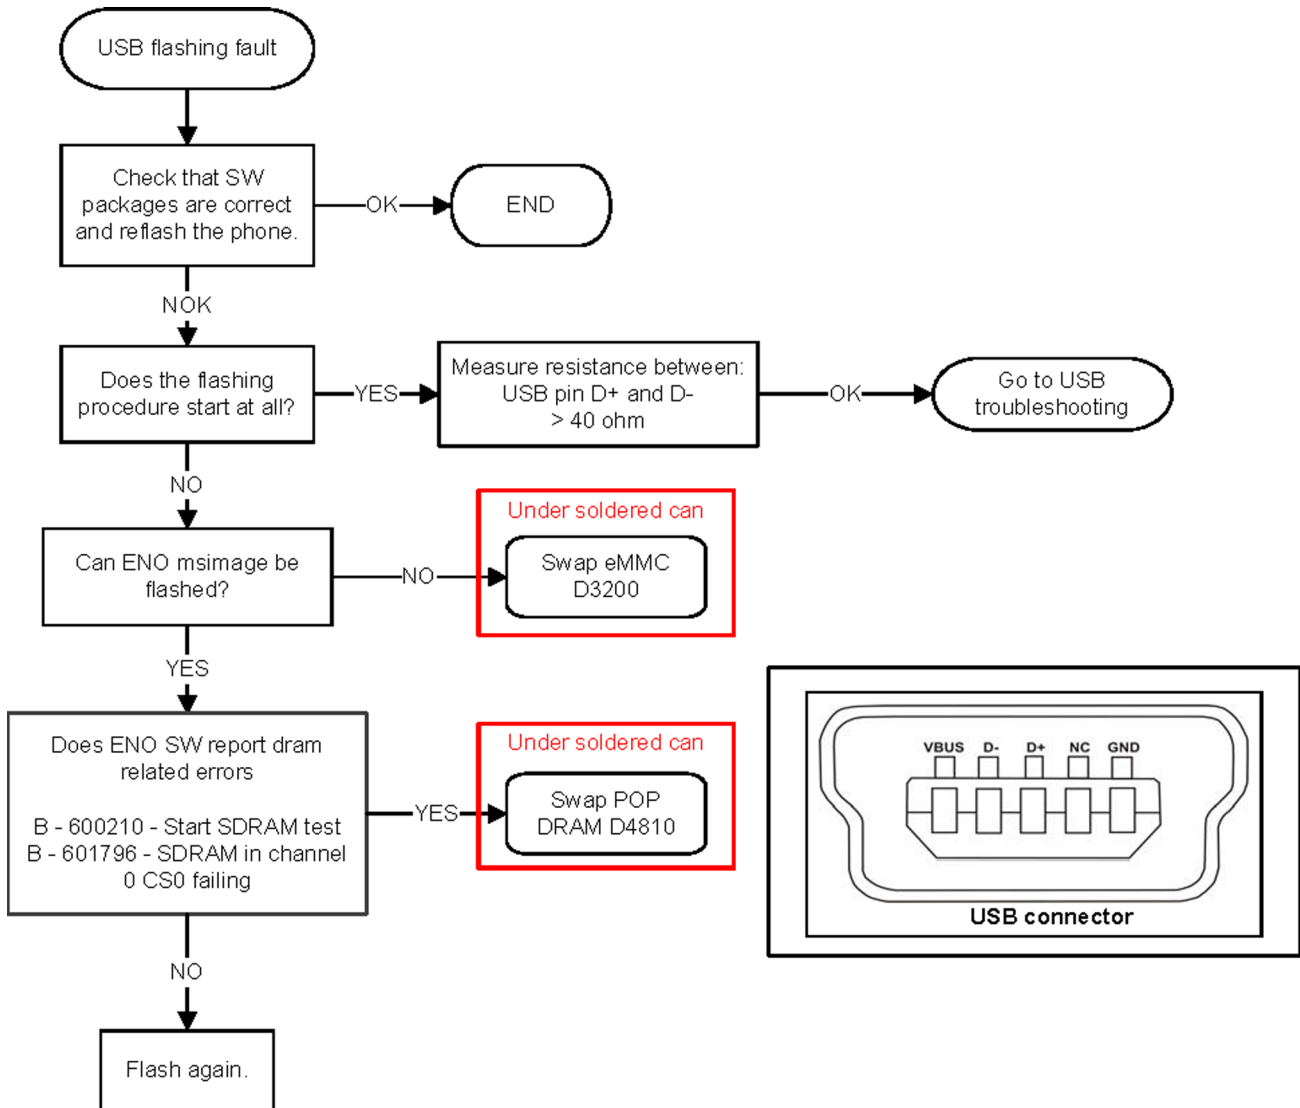 USB flashing fault
Check that SW
packages are correct
and reflash the phone.
OK
END
NOK
Does the flashing
procedure start at all?
YES
Measure resistance between:
USB pin D+ and D-
> 40 ohm
OK
Go to USB
troubleshooting
NO
Can ENO msimage be
flashed?
NO
Under soldered can
Swap eMMC
D3200
YES
Does ENO SW report dram
related errors
B - 600210 - Start SDRAM test
B - 601796 - SDRAM in channel
0 CS0 failing
YES
Under soldered can
Swap POP
DRAM D4810
NO
Flash again.
VBUS D- D+ NC GND
USB connector